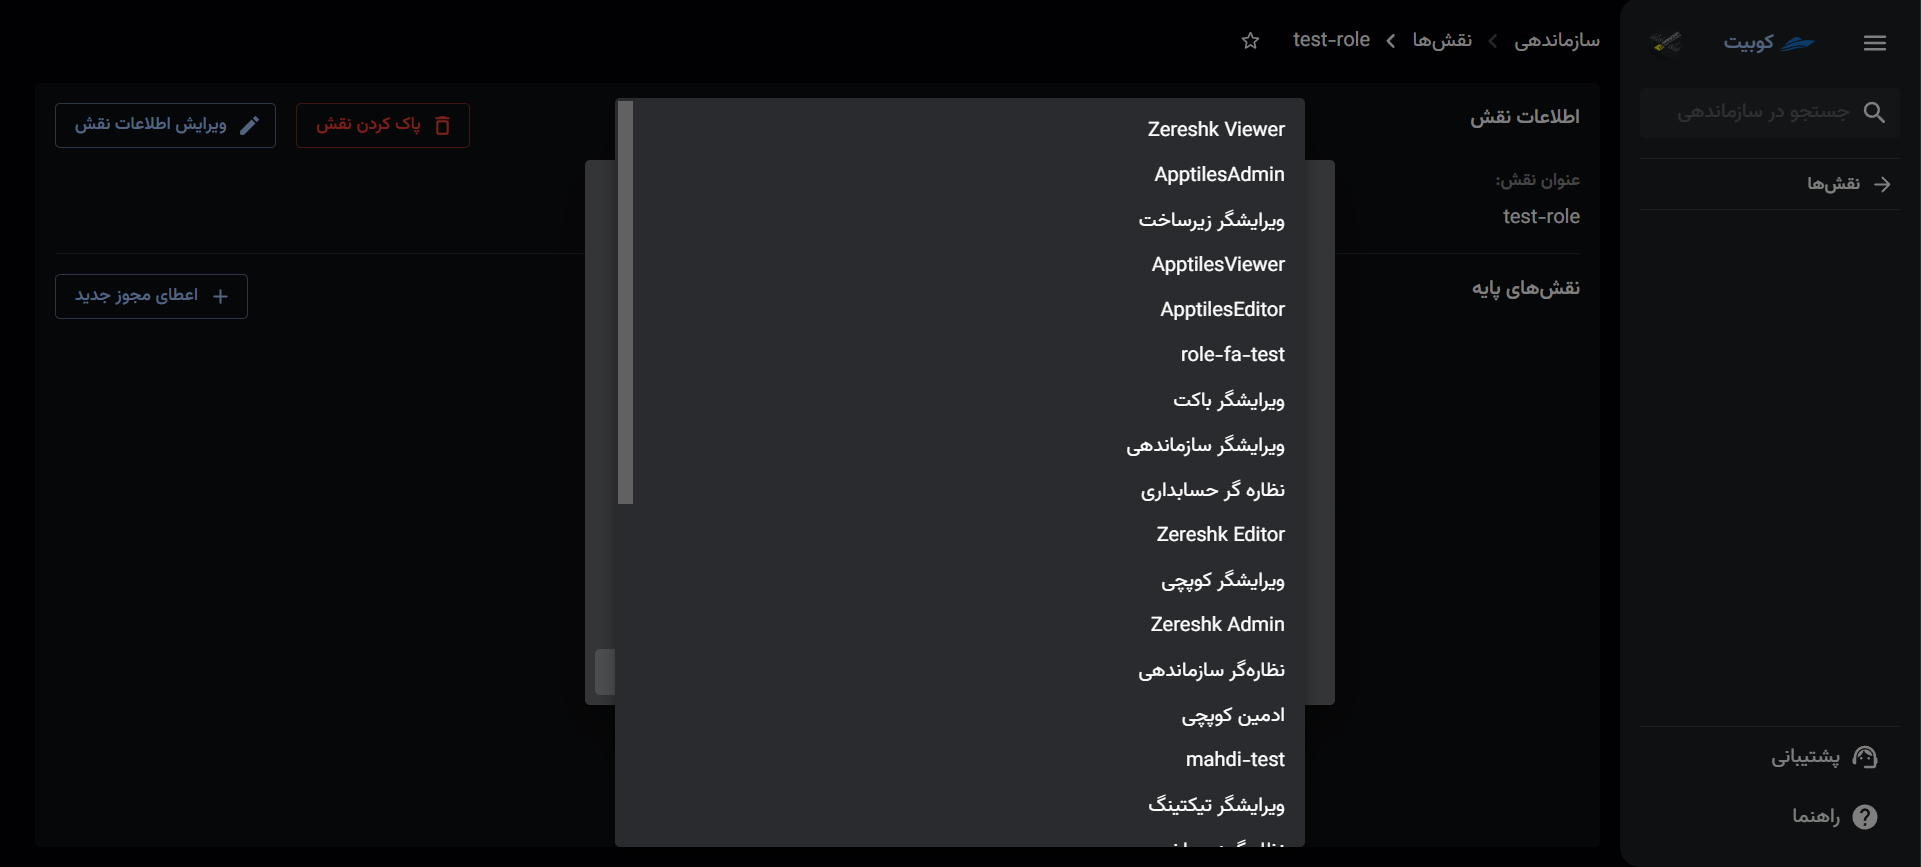 کوبیت
جستجو در سازماندهی
نقش‌ها
پشتیبانی
راهنما
سازماندهی
نقش‌ها
test-role
اطلاعات نقش
پاک کردن نقش
ویرایش اطلاعات نقش
عنوان نقش:
test-role
نقش‌های پایه
اعطای مجوز جدید
Zereshk Viewer
ApptilesAdmin
ویرایشگر زیرساخت
ApptilesViewer
ApptilesEditor
role-fa-test
ویرایشگر باکت
ویرایشگر سازماندهی
نظاره گر حسابداری
Zereshk Editor
ویرایشگر کوپچی
Zereshk Admin
نظاره‌گر سازماندهی
ادمین کوپچی
mahdi-test
ویرایشگر تیکتینگ